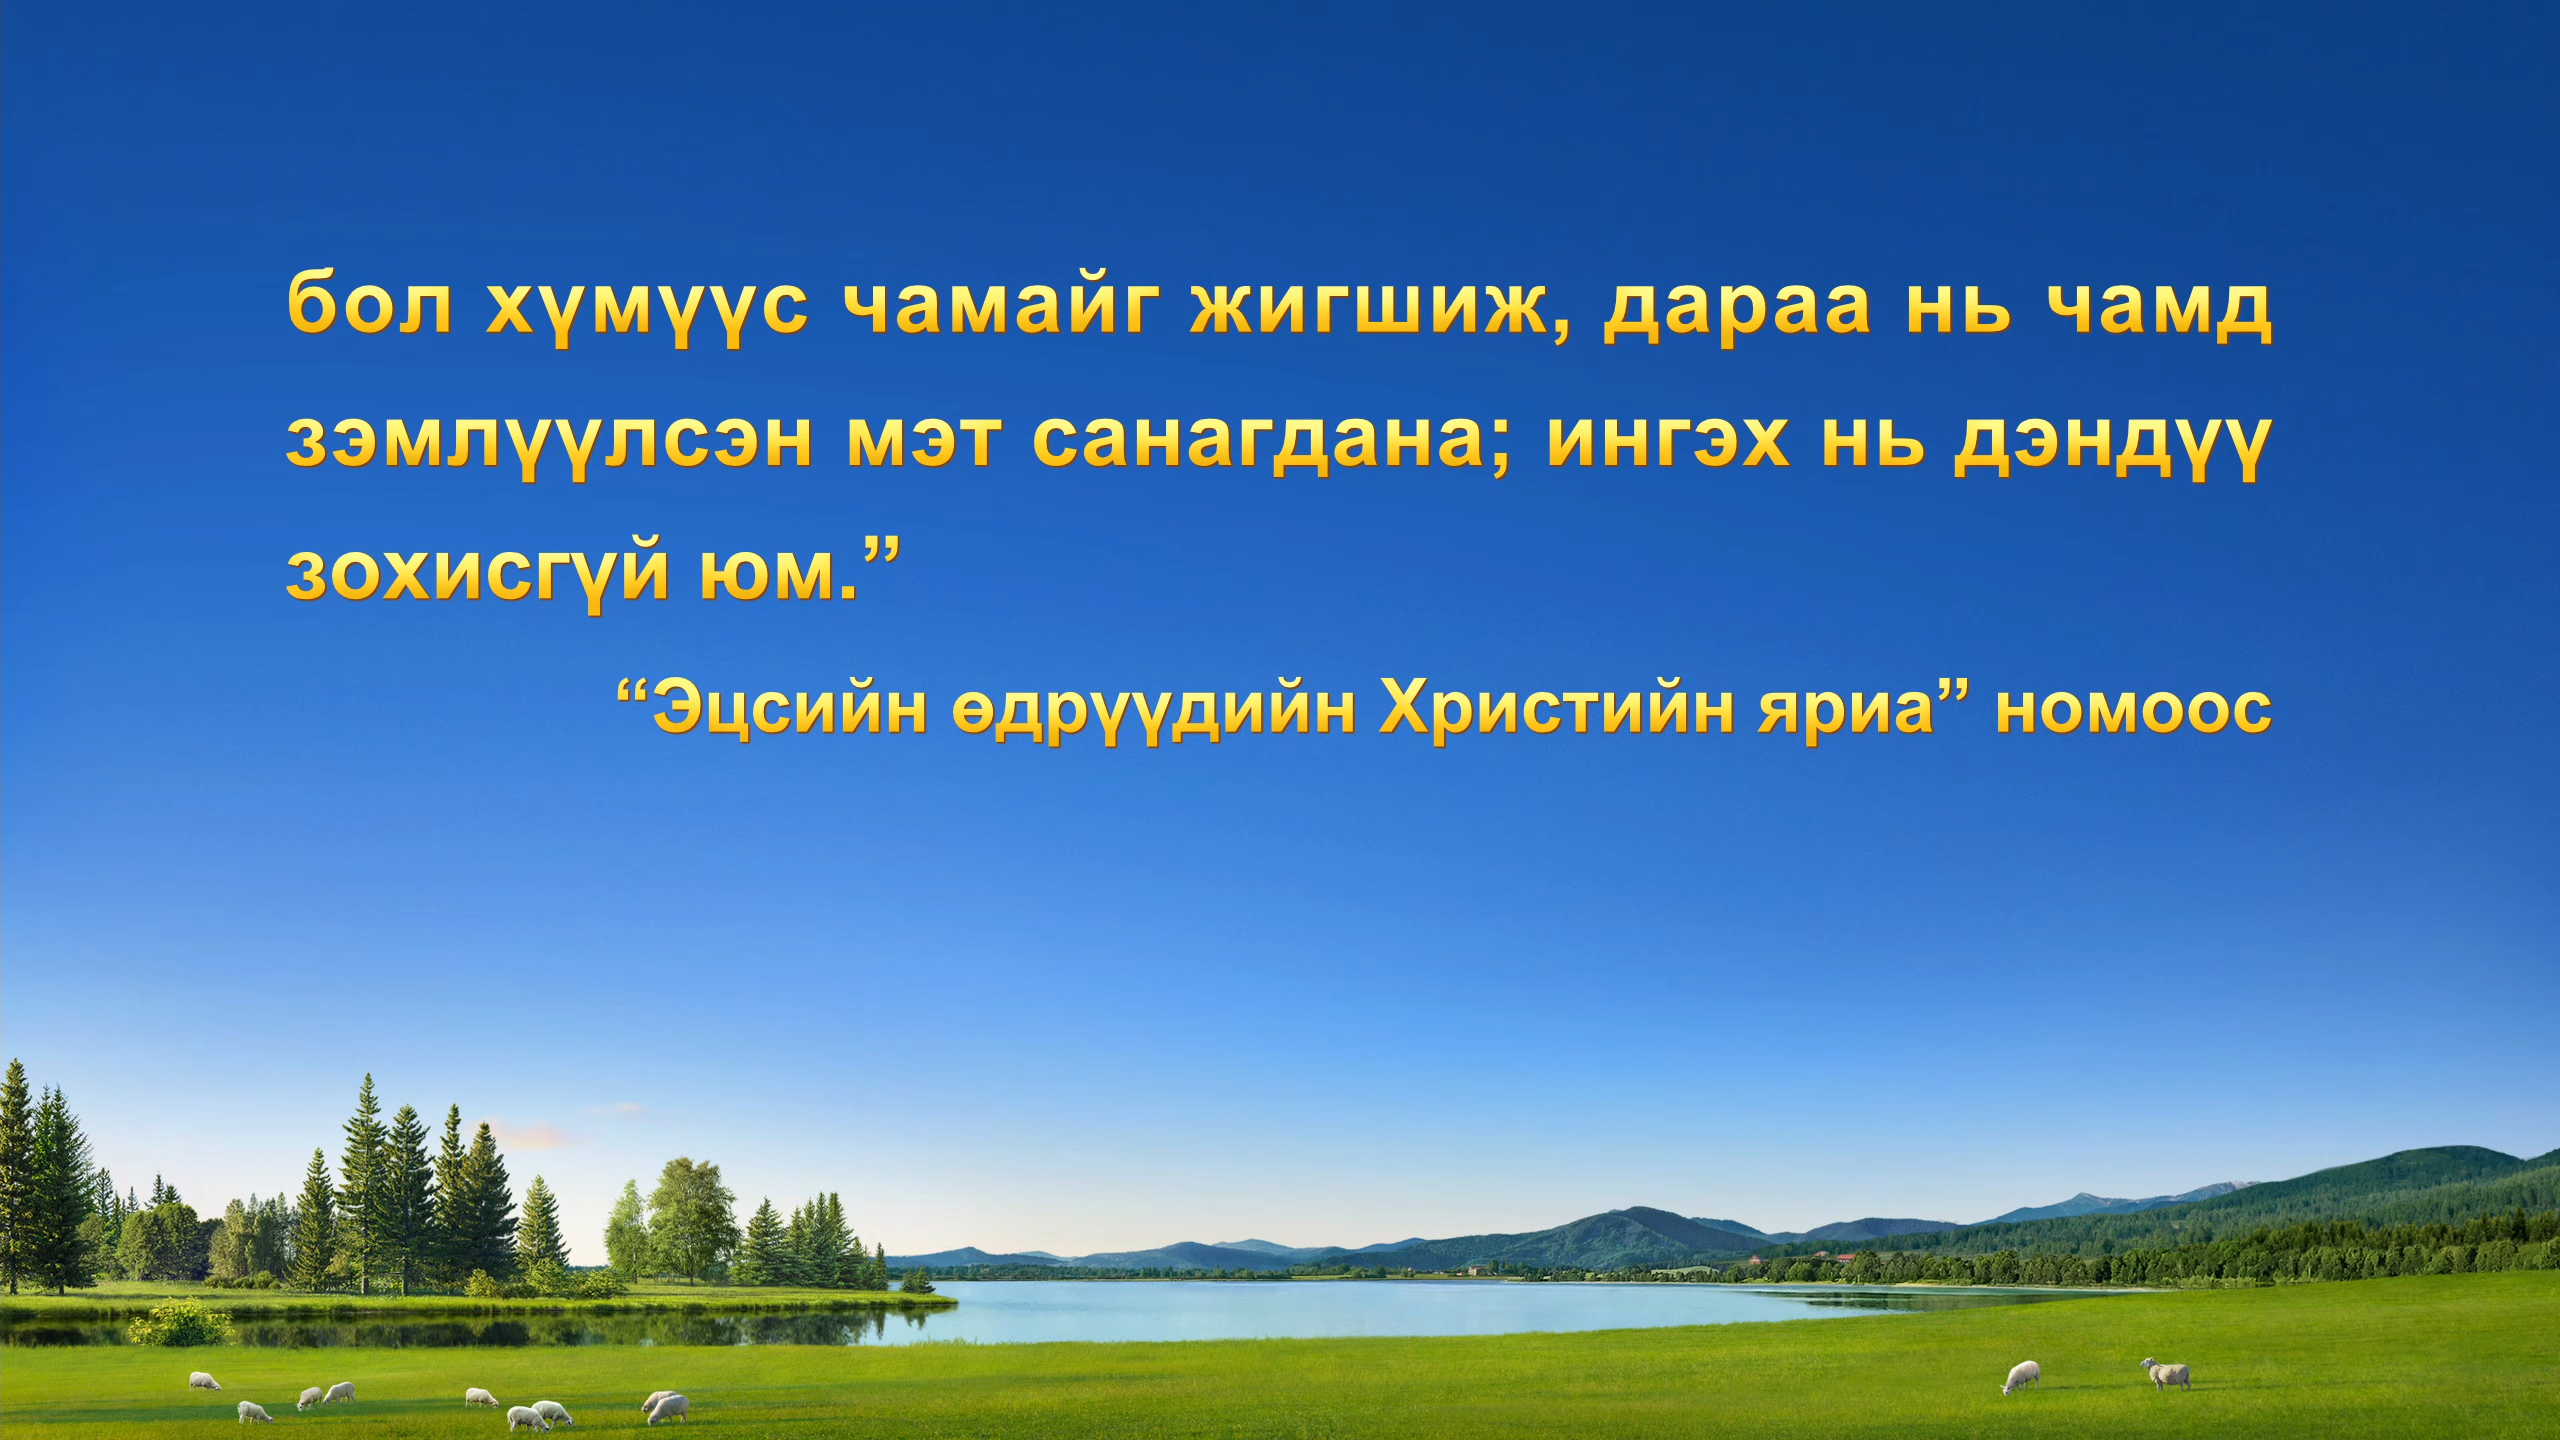 бол хүмүүс чамайг жигшиж, дараа нь чамд
зэмлүүлсэн мэт санагдана; ингэх нь дэндүү
зохисгүй юм.”
“Эцсийн өдрүүдийн Христийн яриа” номоос